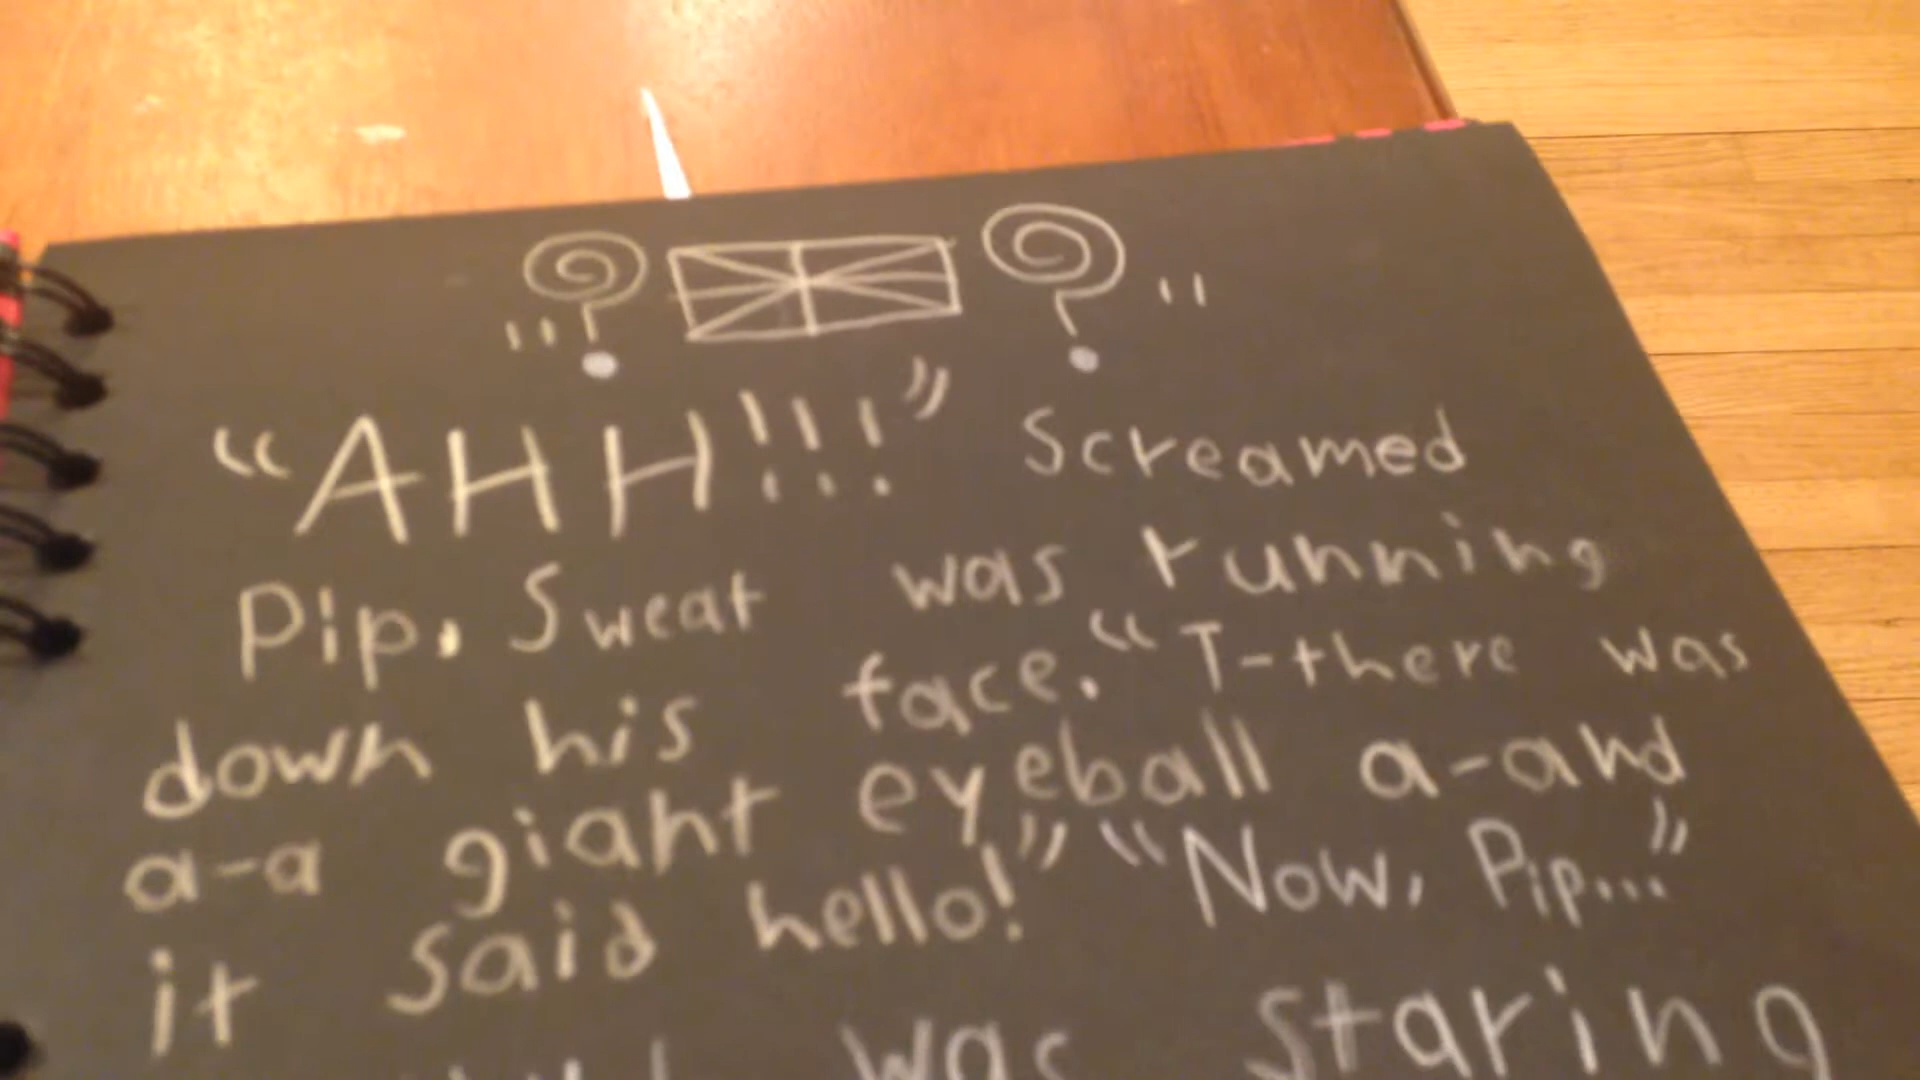 "AHH!!!" Screamed
Pip. Sweat was running
down his face. "T-there was
a-a giant eyeball a-and
it said hello!" "Now, Pip..."
was staring